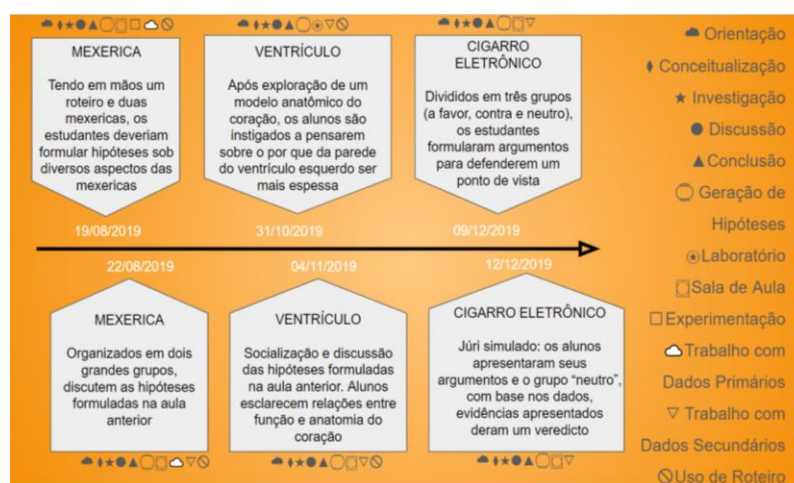 MEXERICA
Tendo em mãos um
roteiro e duas
mexericas, os
estudantes deveriam
formular hipóteses sob
diversos aspectos das
mexericas
VENTRÍCULO
Após exploração de um
modelo anatômico do
coração, os alunos são
instigados a pensarem
sobre o por que da parede
do ventrículo esquerdo ser
mais espessa
CIGARRO
ELETRÔNICO
Divididos em três grupos
(a favor, contra e neutro),
os estudantes
formularam argumentos
para defenderem um
ponto de vista
19/08/2019
31/10/2019
09/12/2019
22/08/2019
04/11/2019
12/12/2019
MEXERICA
Organizados em dois
grandes grupos,
discutem as hipóteses
formuladas na aula
anterior
VENTRÍCULO
Socialização e discussão
das hipóteses formuladas
na aula anterior. Alunos
esclarecem relações entre
função e anatomia do
coração
CIGARRO ELETRÔNICO
Júri simulado: os alunos
apresentaram seus
argumentos e o grupo “neutro”,
com base nos dados,
evidências apresentados
deram um veredicto
Orientação
Conceitualização
Investigação
Discussão
Conclusão
Geração de
Hipóteses
Laboratório
Sala de Aula
Experimentação
Trabalho com
Dados Primários
Trabalho com
Dados Secundários
Uso de Roteiro